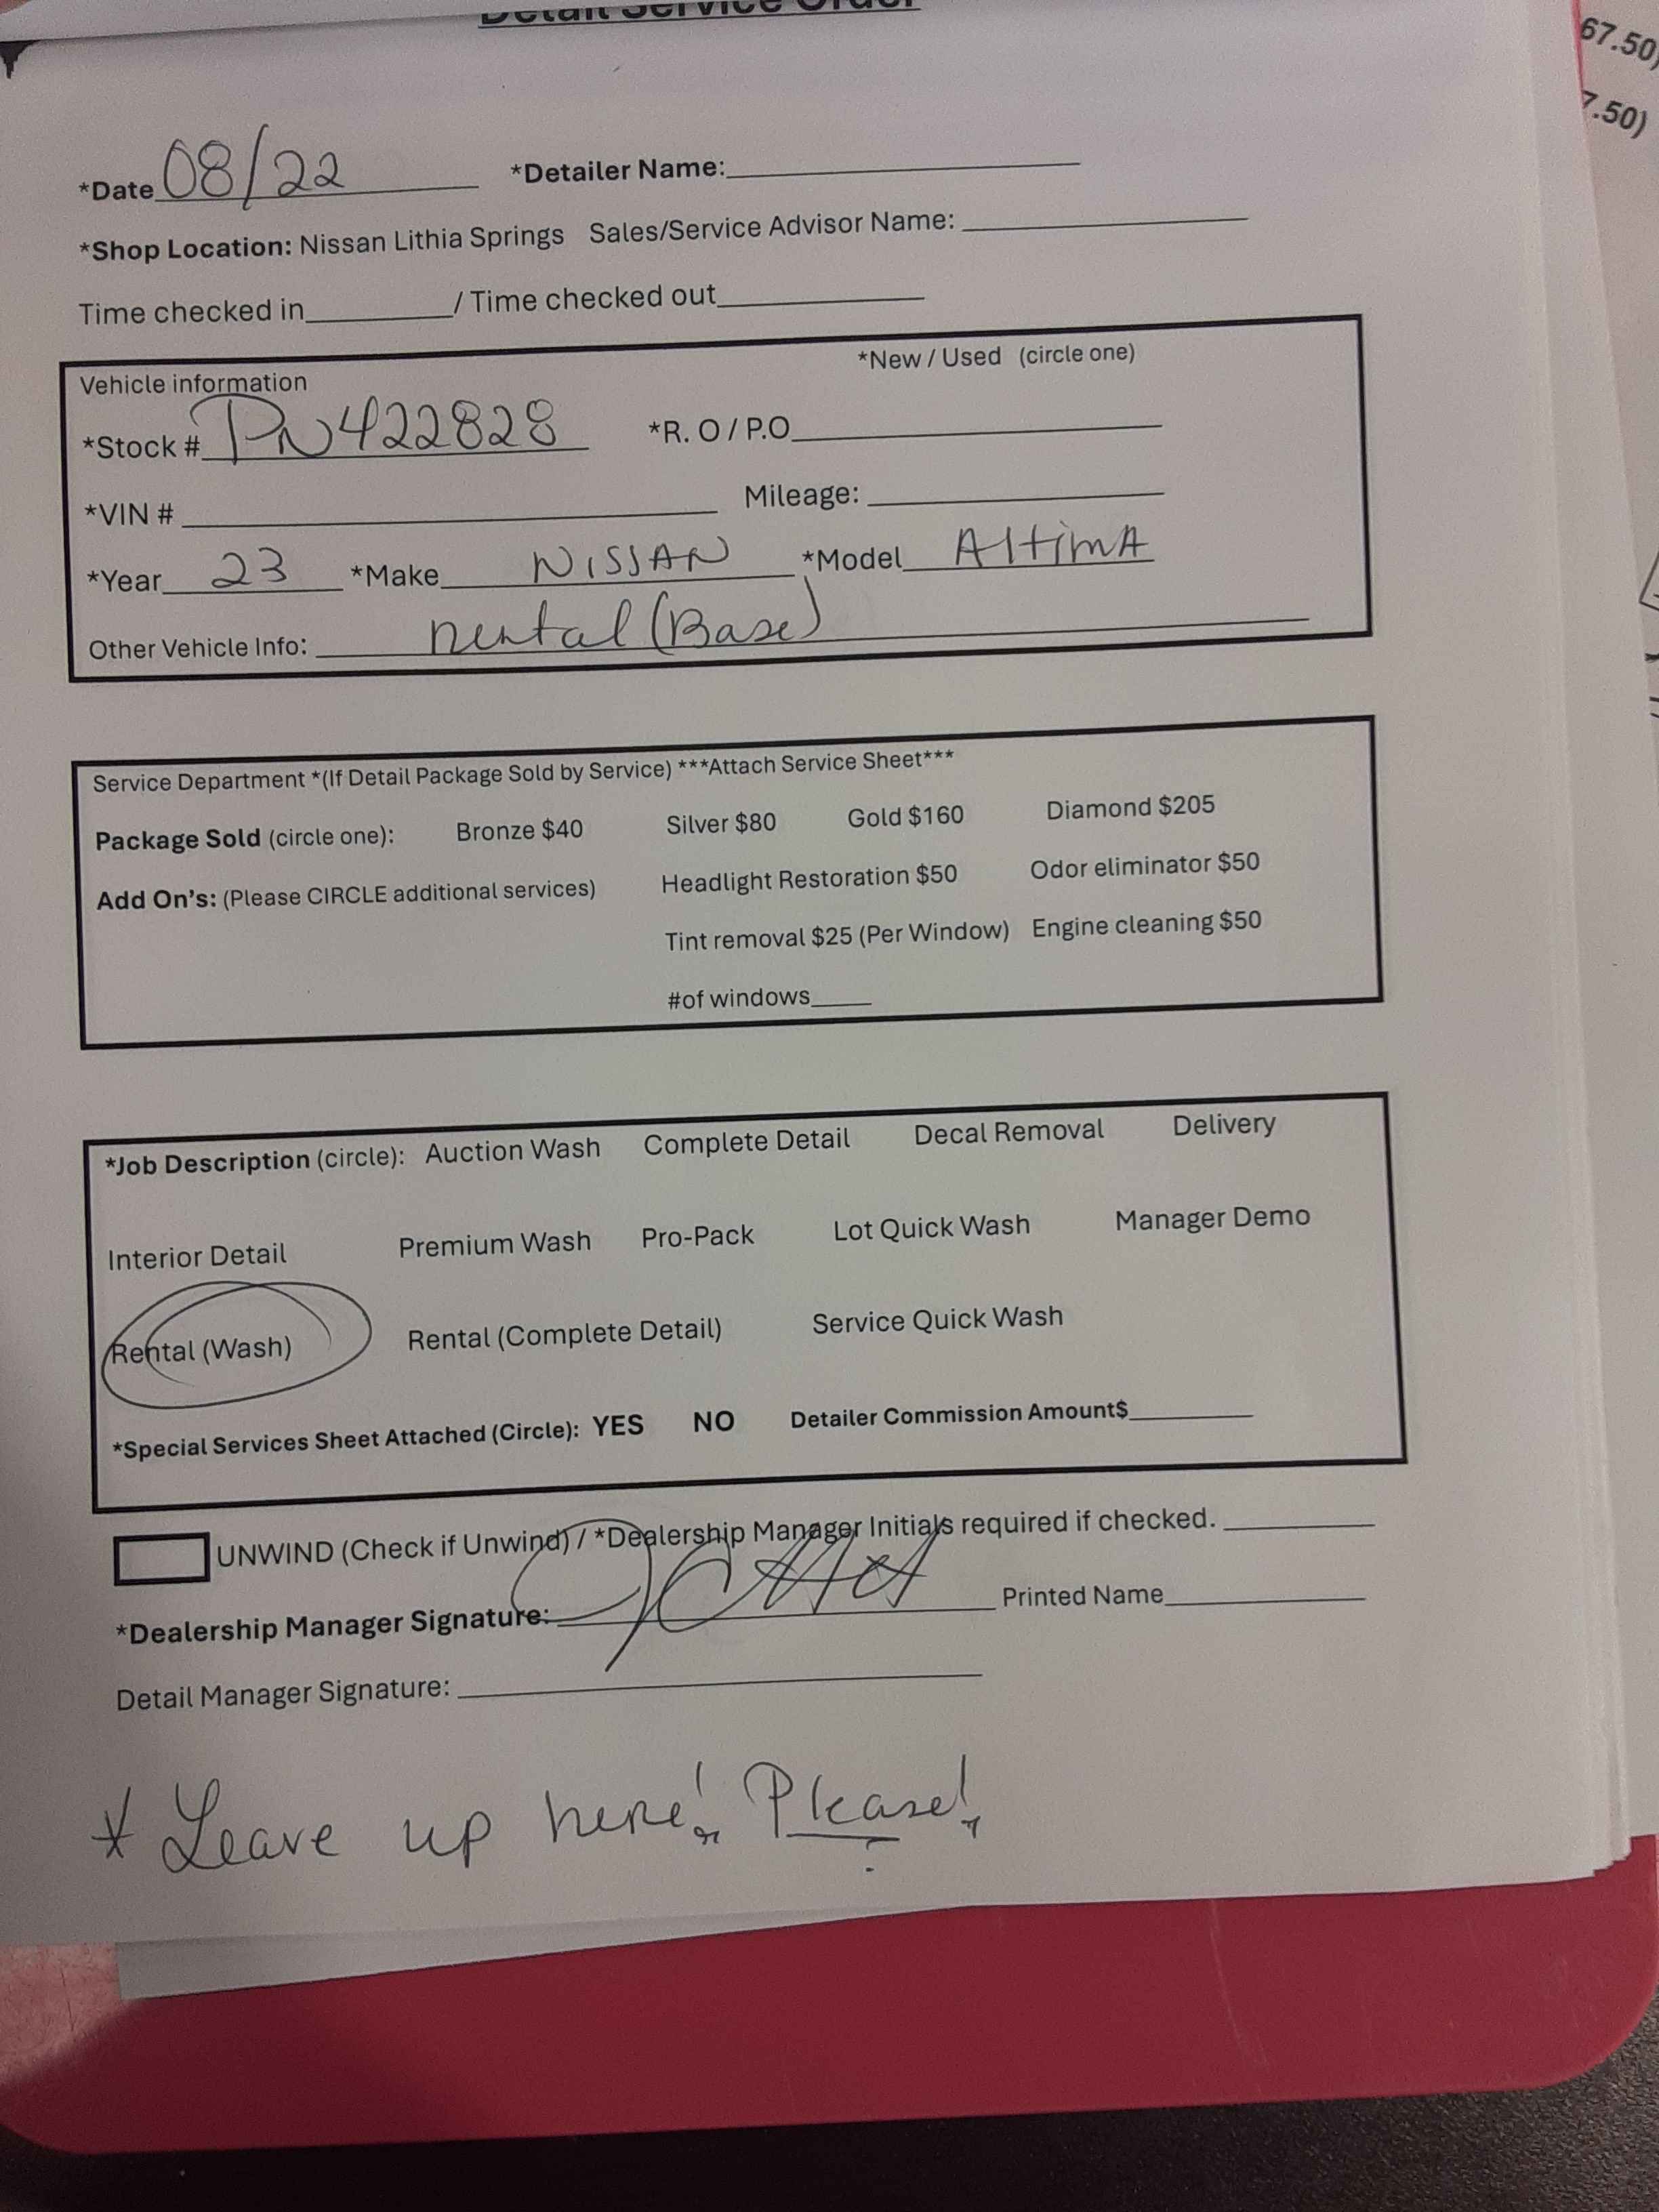 Detail Service Order
67.50)
7.50)
*Date 08/22 *Detailer Name:
*Shop Location: Nissan Lithia Springs Sales/Service Advisor Name:
Time checked in / Time checked out
*New / Used (circle one)
Vehicle information
*Stock # PN422828 *R. O / P.O
*VIN # Mileage:
*Year 23 *Make NISSAN *Model AltimA
Other Vehicle Info: rental (Base)
Service Department *(If Detail Package Sold by Service) ***Attach Service Sheet***
Package Sold (circle one): Bronze $40 Silver $80 Gold $160 Diamond $205
Add On's: (Please CIRCLE additional services) Headlight Restoration $50 Odor eliminator $50
Tint removal $25 (Per Window) Engine cleaning $50
#of windows
*Job Description (circle): Auction Wash Complete Detail Decal Removal Delivery
Interior Detail Premium Wash Pro-Pack Lot Quick Wash Manager Demo
Rental (Wash) Rental (Complete Detail) Service Quick Wash
*Special Services Sheet Attached (Circle): YES NO Detailer Commission Amount$
UNWIND (Check if Unwind) / *Dealership Manager Initials required if checked.
*Dealership Manager Signature: Printed Name
Detail Manager Signature:
* Leave up here! Please!